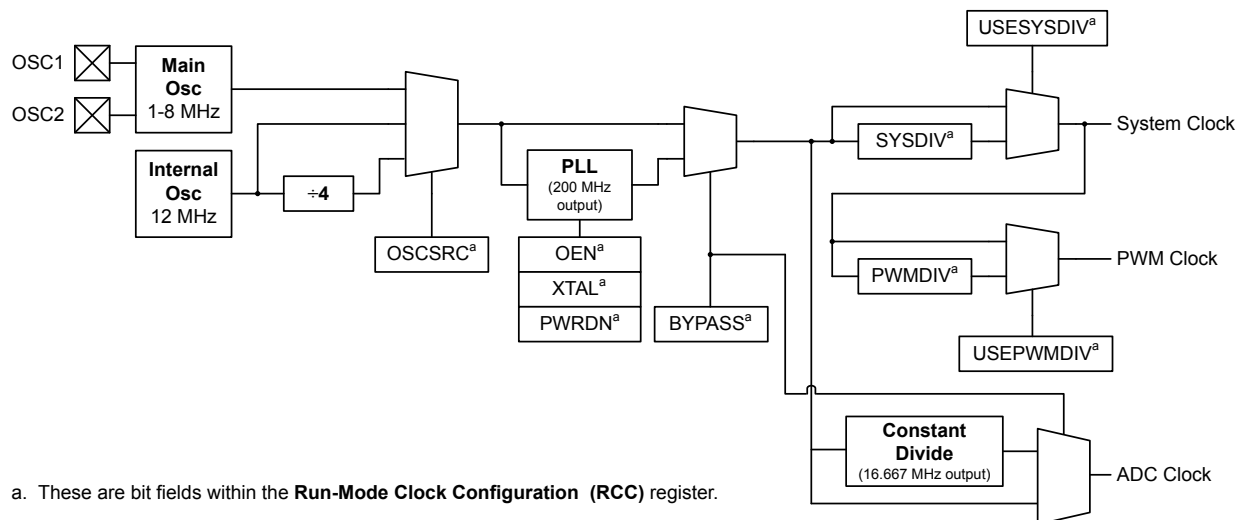 USESYSDIVa
OSC1
Main
Osc
1-8 MHz
OSC2
SYSDIVa
System Clock
Internal
Osc
12 MHz
÷4
PLL
(200 MHz
output)
OSCSRCa
OENa
XTALa
PWRDNa
BYPASSa
PWMDIVa
PWM Clock
USEPWMDIVa
Constant
Divide
(16.667 MHz output)
ADC Clock
a. These are bit fields within the Run-Mode Clock Configuration (RCC) register.